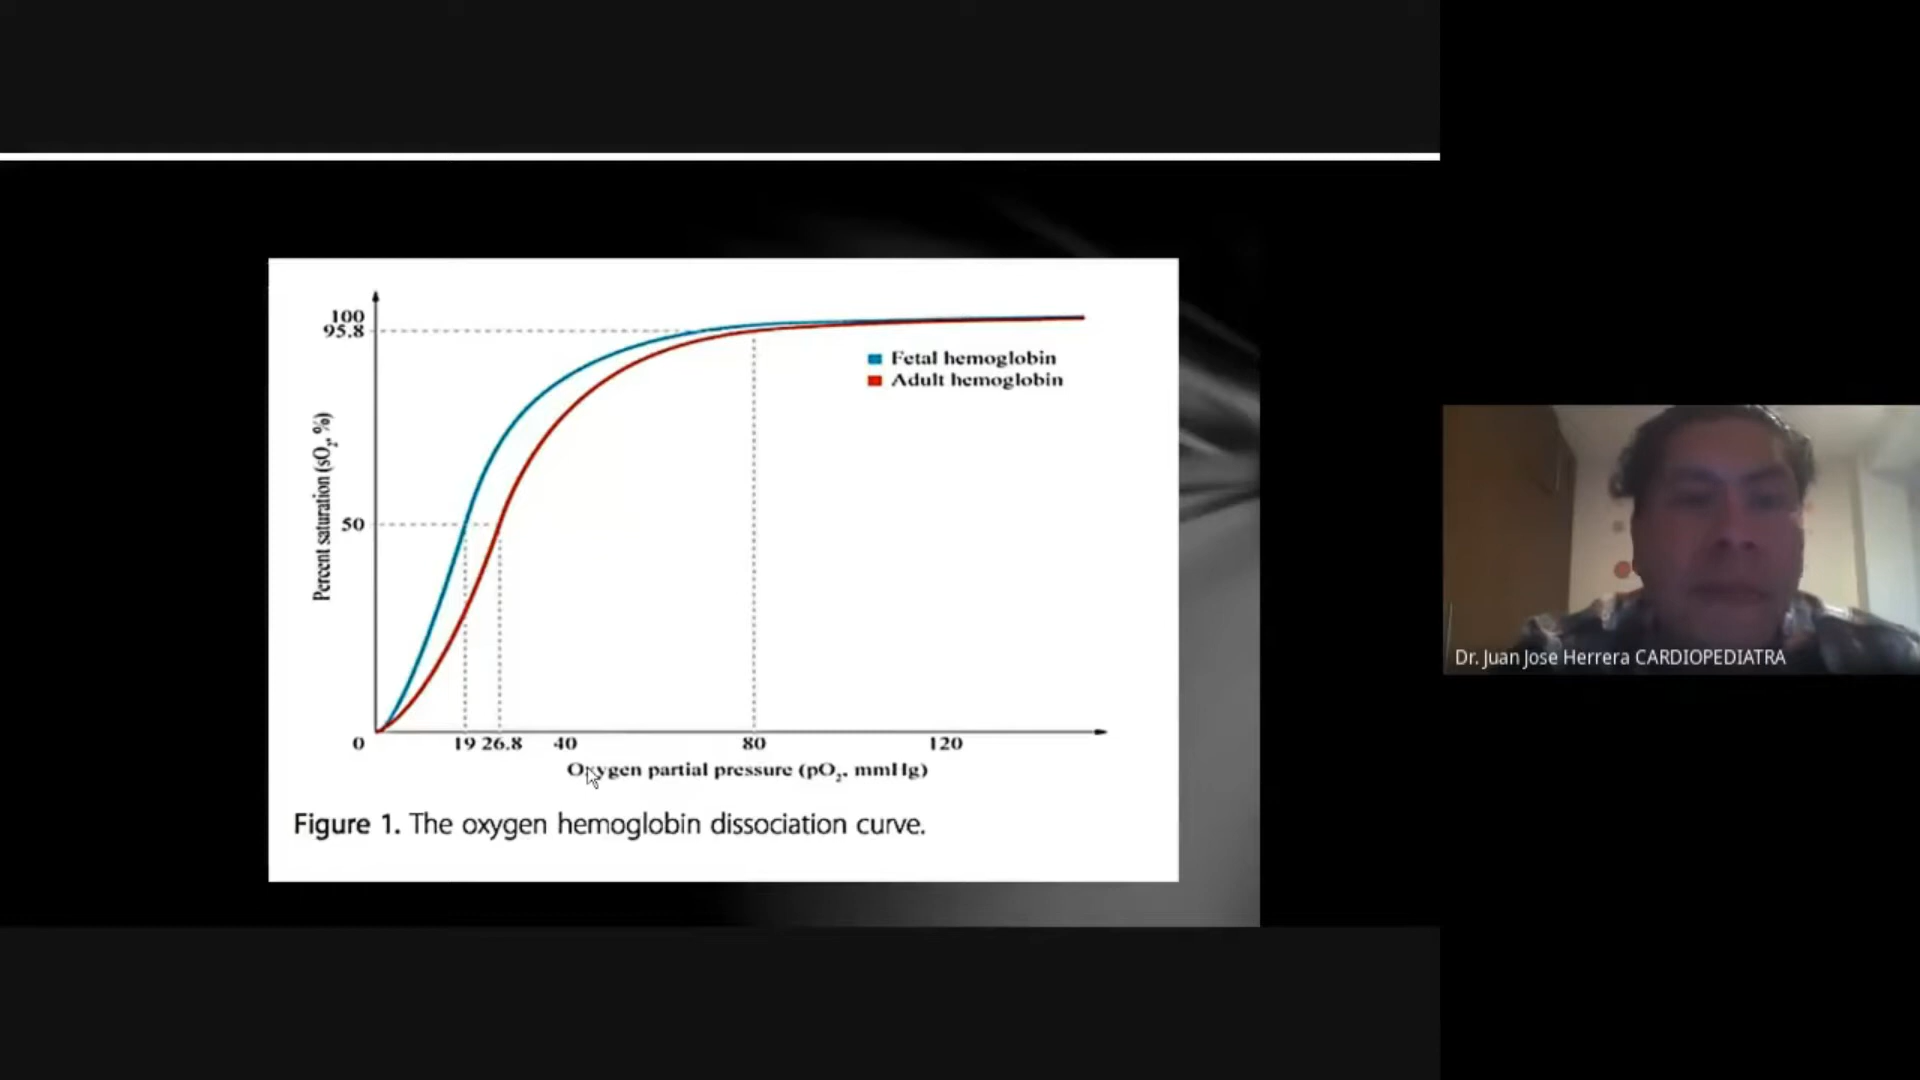 100
95.8
Fetal hemoglobin
Adult hemoglobin
Percent saturation (sO₂, %)
50
0 19 26.8 40 80 120
Oxygen partial pressure (pO₂, mmHg)
Figure 1. The oxygen hemoglobin dissociation curve.
Dr. Juan Jose Herrera CARDIOPEDIATRA